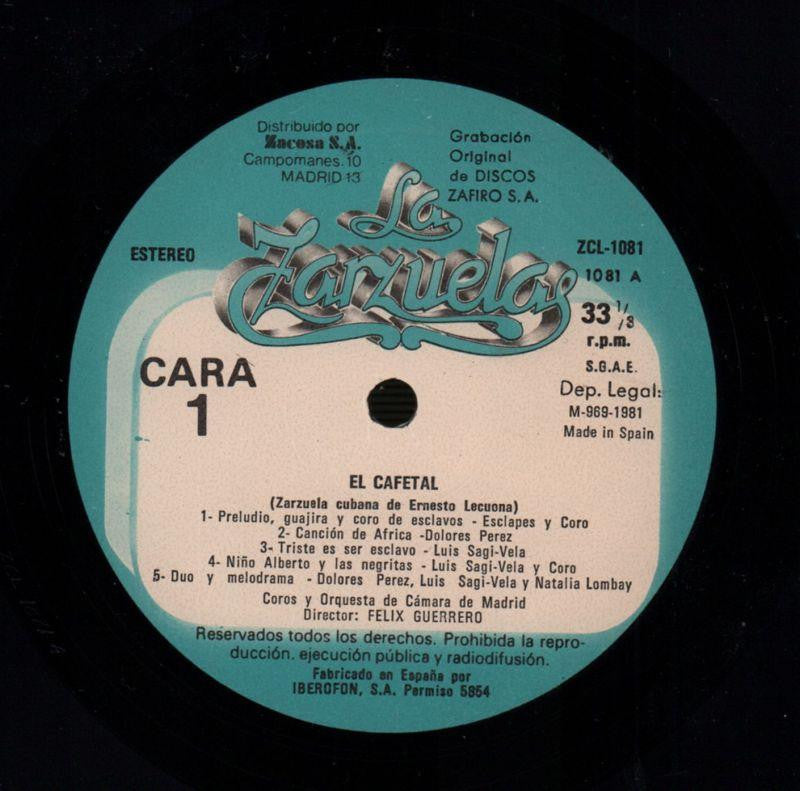 Distribuido por
Zacosa S.A.
Campomanes. 10
MADRID 13
Grabación
Original
de DISCOS
ZAFIRO S.A.
La
Zarzuela
ESTEREO
ZCL-1081
1081 A
33 1/3
r.p.m.
S.G.A.E.
Dep. Legal:
M-969-1981
Made in Spain
CARA
1
EL CAFETAL
(Zarzuela cubana de Ernesto Lecuona)
1- Preludio, guajira y coro de esclavos - Esclapes y Coro
2- Canción de Africa -Dolores Perez
3- Triste es ser esclavo - Luis Sagi-Vela
4- Niño Alberto y las negritas - Luis Sagi-Vela y Coro
5- Duo y melodrama - Dolores Perez, Luis Sagi-Vela y Natalia Lombay
Coros y Orquesta de Cámara de Madrid
Director: FELIX GUERRERO
Reservados todos los derechos. Prohibida la repro-
ducción. ejecución pública y radiodifusión.
Fabricado en España por
IBEROFON, S.A. Permiso 5854